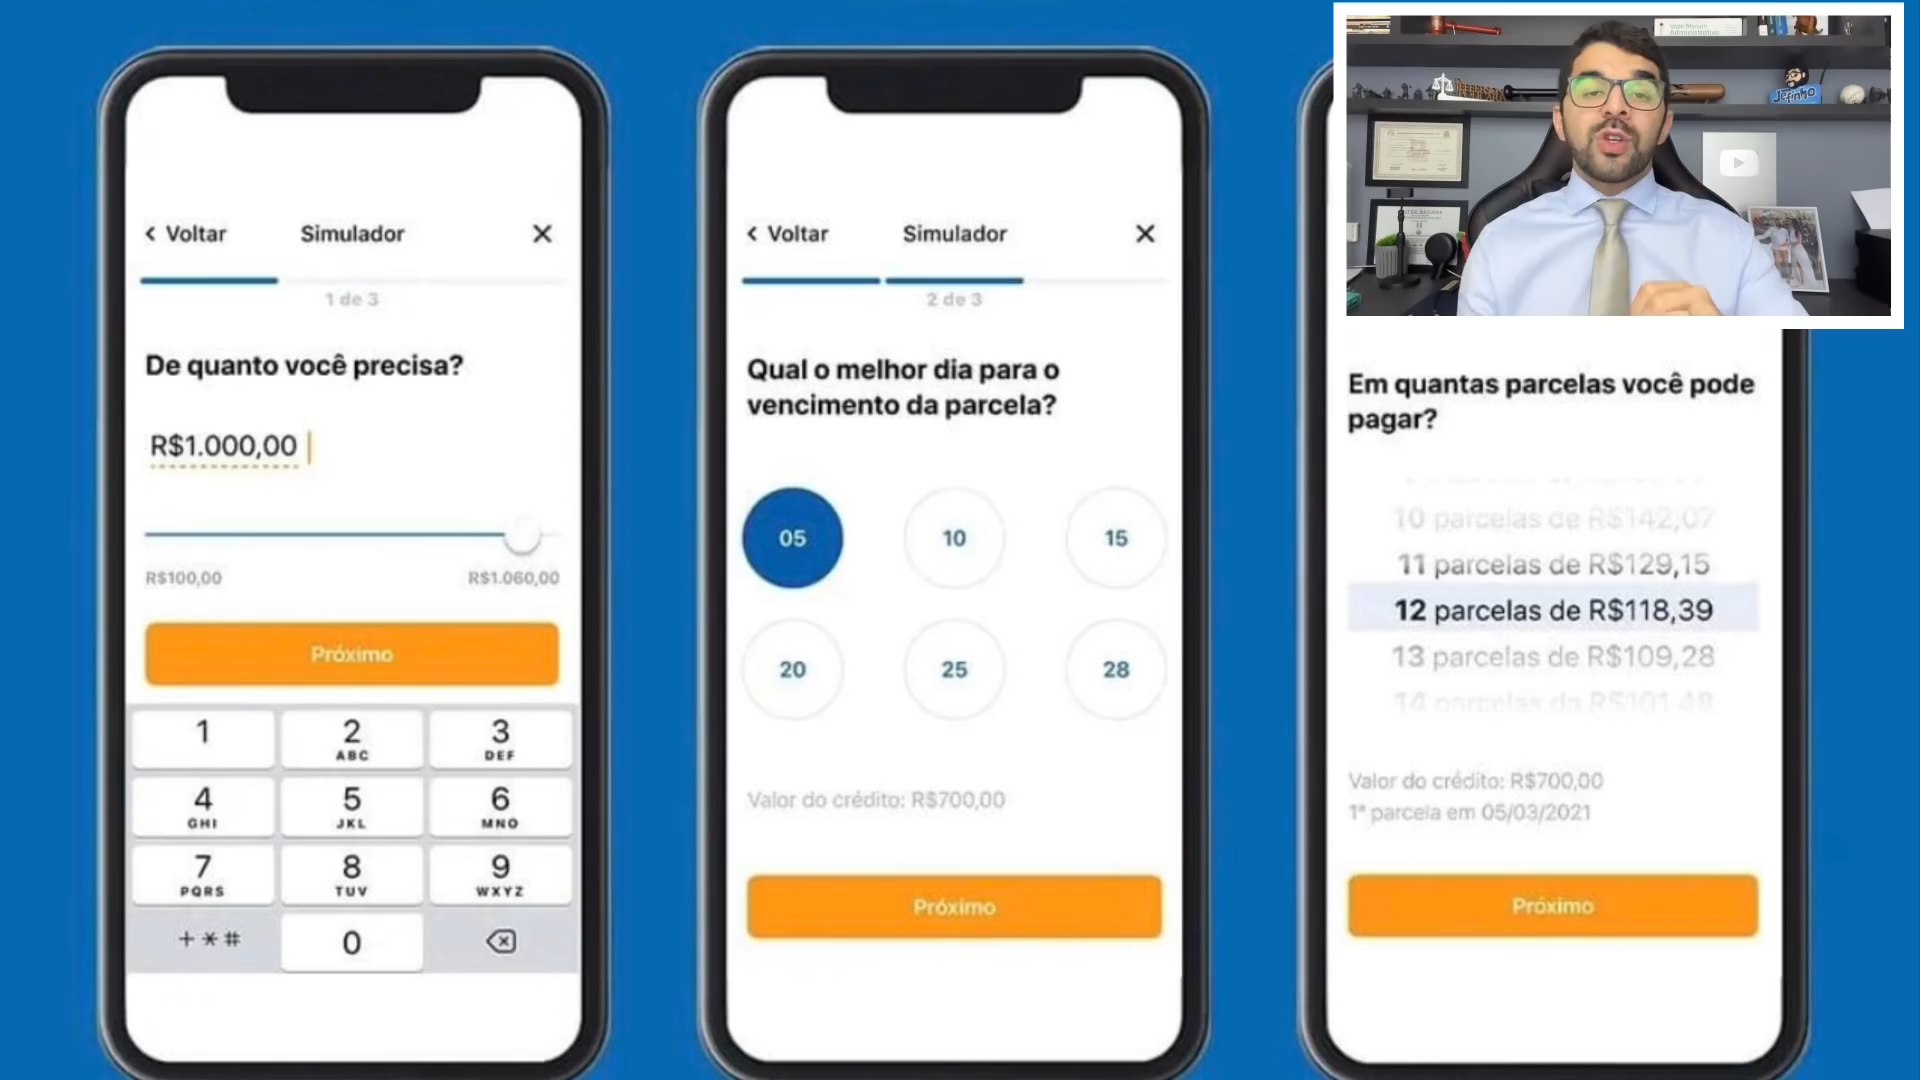 < Voltar
Simulador
1 de 3
De quanto você precisa?
R$1.000,00
R$100,00
R$1.060,00
Próximo
1
2
ABC
3
DEF
4
GHI
5
JKL
6
MNO
7
PQRS
8
TUV
9
WXYZ
+ * #
0
< Voltar
Simulador
2 de 3
Qual o melhor dia para o
vencimento da parcela?
05
10
15
20
25
28
Valor do crédito: R$700,00
Próximo
Em quantas parcelas você pode
pagar?
10 parcelas de R$142,07
11 parcelas de R$129,15
12 parcelas de R$118,39
13 parcelas de R$109,28
14 parcelas de R$101,48
Valor do crédito: R$700,00
1ª parcela em 05/03/2021
Próximo
Administrativo
Jefinho